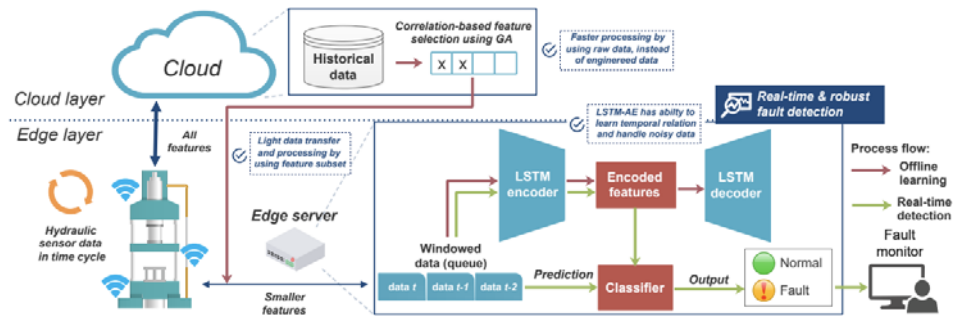 Cloud
Cloud layer
Edge layer
Historical
data
Correlation-based feature
selection using GA
X X
Faster processing by
using raw data, instead
of engineered data
All
features
Light data transfer
and processing by
using feature subset
LSTM-AE has abilty to
learn temporal relation
and handle noisy data
Real-time & robust
fault detection
Hydraulic
sensor data
in time cycle
Edge server
Smaller
features
LSTM
encoder
Encoded
features
LSTM
decoder
Windowed
data (queue)
data t
data t-1
data t-2
Prediction
Classifier
Output
Normal
Fault
Process flow:
Offline
learning
Real-time
detection
Fault
monitor